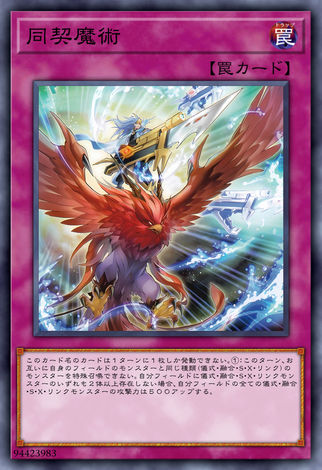 同契魔術
トラップ
罠
【罠カード】
このカード名のカードは１ターンに１枚しか発動できない。①：このターン、お
互いに自身のフィールドのモンスターと同じ種類（儀式・融合・S・X・リンク）の
モンスターを特殊召喚できない。自分フィールドに儀式・融合・S・X・リンクモン
スターのいずれも２体以上存在しない場合、自分フィールドの全ての儀式・融合
・S・X・リンクモンスターの攻撃力は５００アップする。
94423983